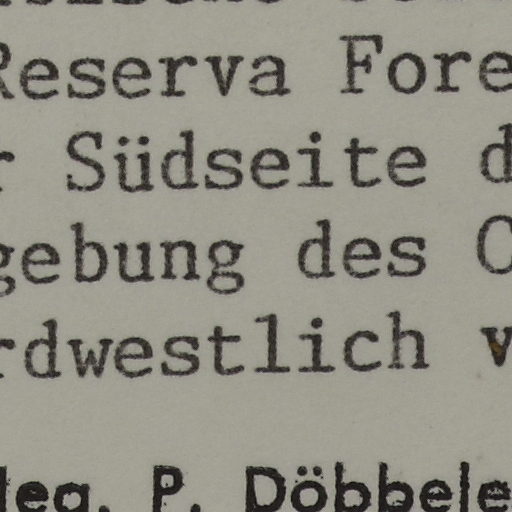 Reserva Fore
r Südseite d
gebung des O
rdwestlich v
leg. P. Döbbele